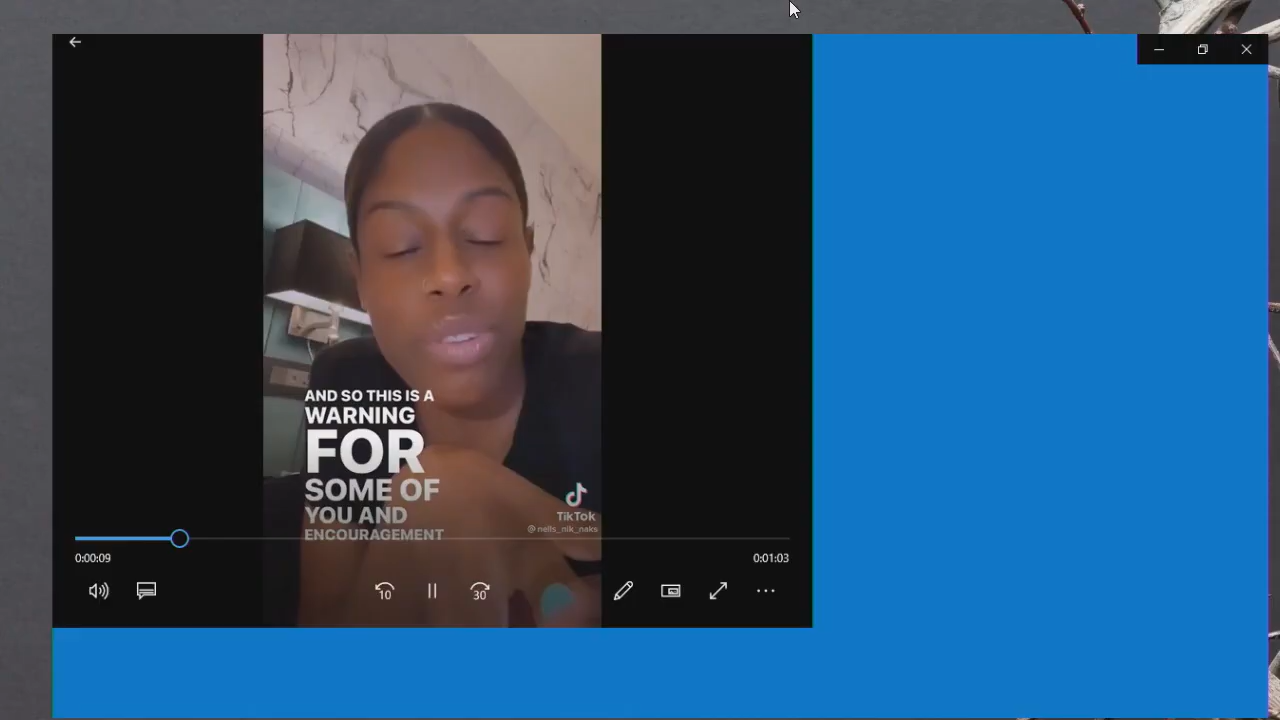 AND SO THIS IS A
WARNING
FOR
SOME OF
YOU AND
ENCOURAGEMENT
TikTok
@nells_nik_naks
0:00:09
0:01:03
10
30